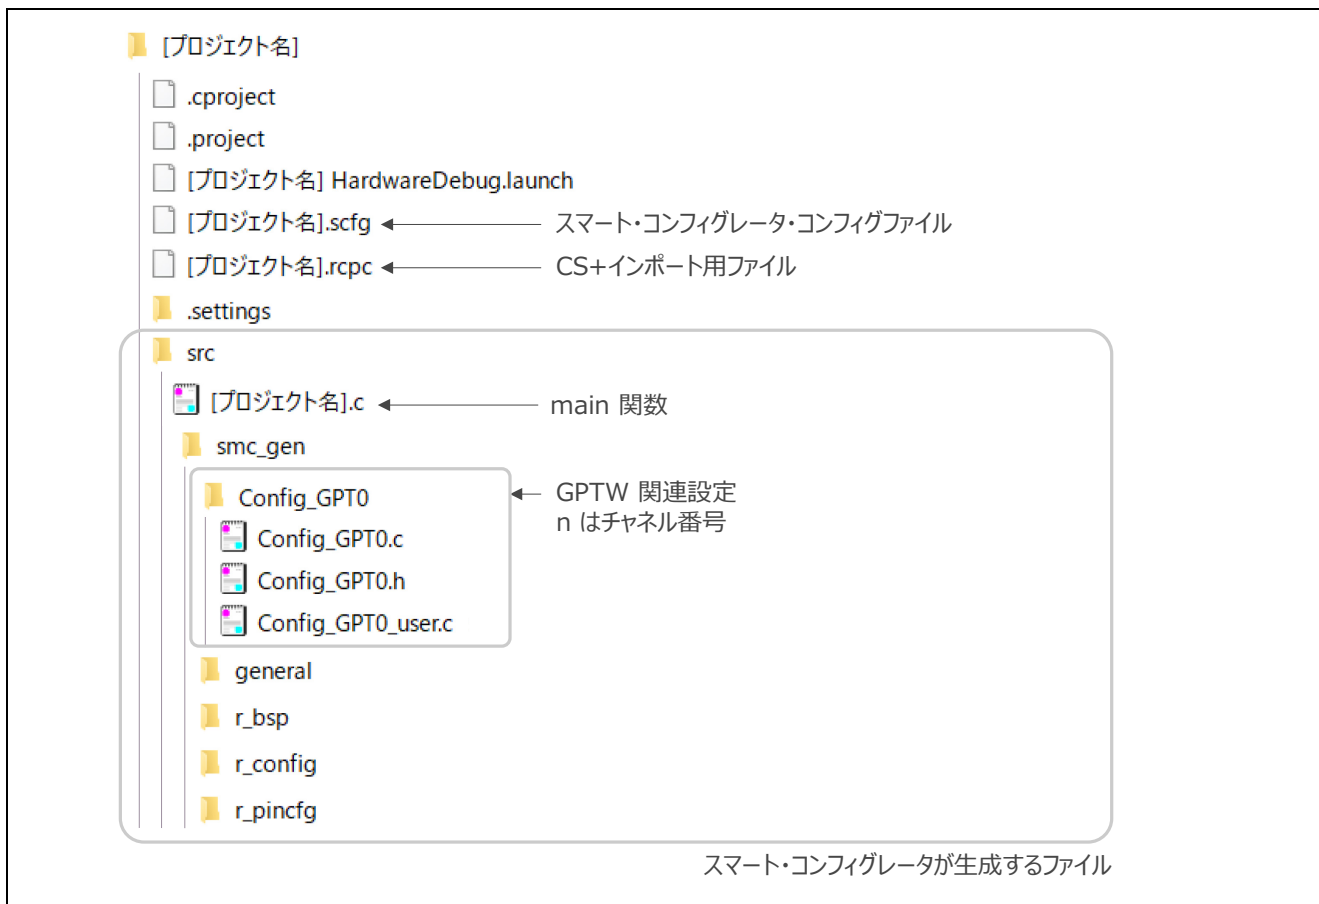 [プロジェクト名]
.cproject
.project
[プロジェクト名] HardwareDebug.launch
[プロジェクト名].scfg スマート・コンフィグレータ・コンフィグファイル
[プロジェクト名].rcpc CS+インポート用ファイル
.settings
src
[プロジェクト名].c main 関数
smc_gen
Config_GPT0 GPTW 関連設定
n はチャネル番号
Config_GPT0.c
Config_GPT0.h
Config_GPT0_user.c
general
r_bsp
r_config
r_pincfg
スマート・コンフィグレータが生成するファイル